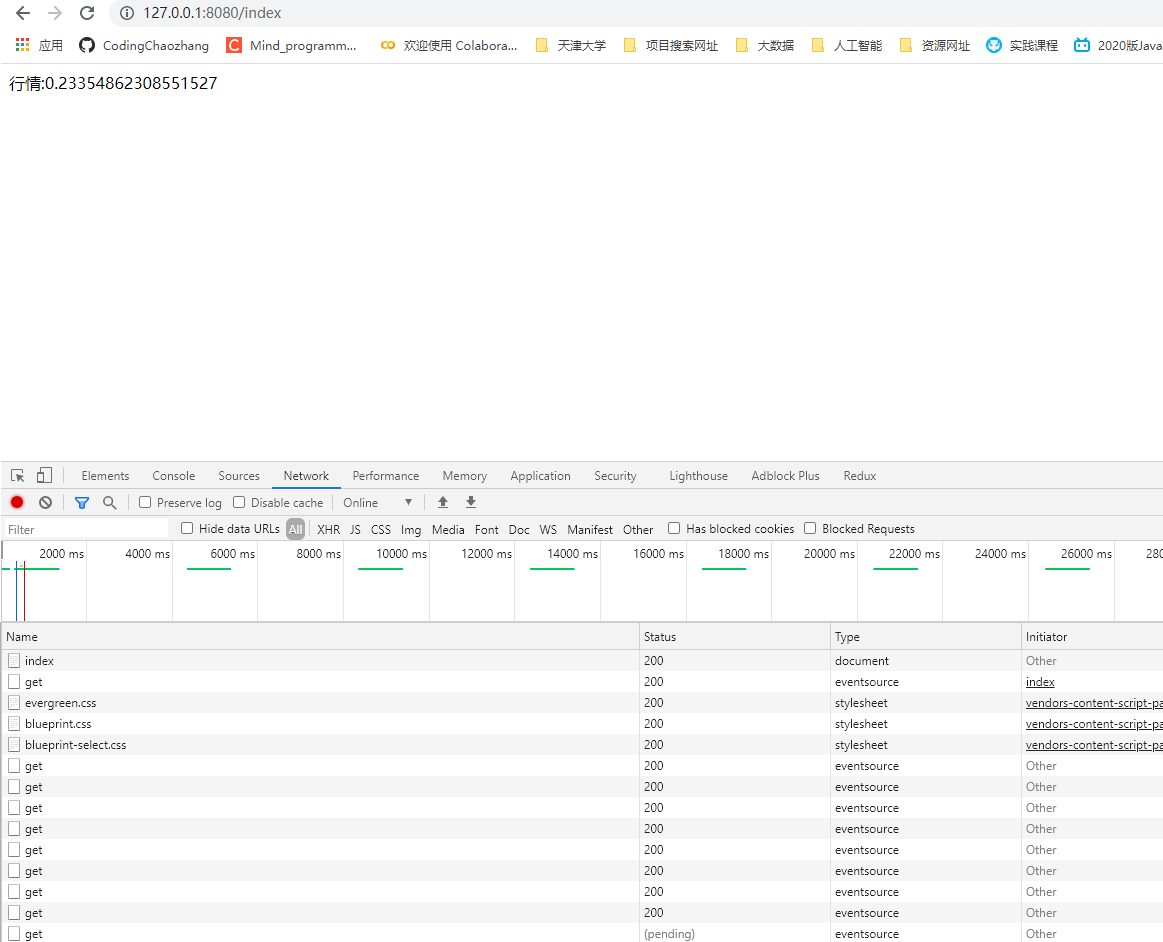 127.0.0.1:8080/index
应用 CodingChaozhang Mind_programm... 欢迎使用 Colabora... 天津大学 项目搜索网址 大数据 人工智能 资源网址 实践课程 2020版Java
行情:0.23354862308551527
Elements Console Sources Network Performance Memory Application Security Lighthouse Adblock Plus Redux
Preserve log Disable cache Online
Filter Hide data URLs All XHR JS CSS Img Media Font Doc WS Manifest Other Has blocked cookies Blocked Requests
2000 ms 4000 ms 6000 ms 8000 ms 10000 ms 12000 ms 14000 ms 16000 ms 18000 ms 20000 ms 22000 ms 24000 ms 26000 ms 280
Name Status Type Initiator
index 200 document Other
get 200 eventsource index
evergreen.css 200 stylesheet vendors-content-script-pa
blueprint.css 200 stylesheet vendors-content-script-pa
blueprint-select.css 200 stylesheet vendors-content-script-pa
get 200 eventsource Other
get 200 eventsource Other
get 200 eventsource Other
get 200 eventsource Other
get 200 eventsource Other
get 200 eventsource Other
get 200 eventsource Other
get 200 eventsource Other
get (pending) eventsource Other